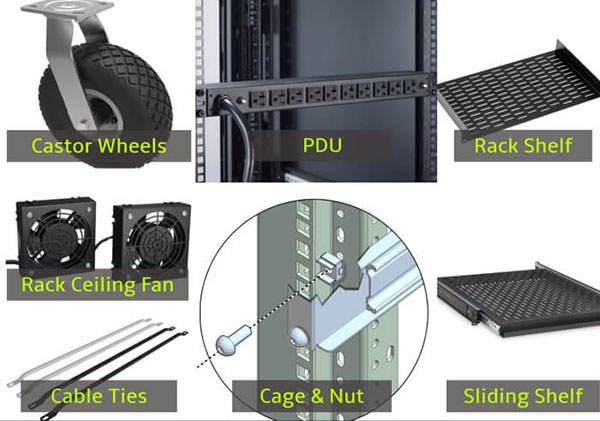 Castor Wheels
PDU
Rack Shelf
Rack Ceiling Fan
Cable Ties
Cage & Nut
Sliding Shelf